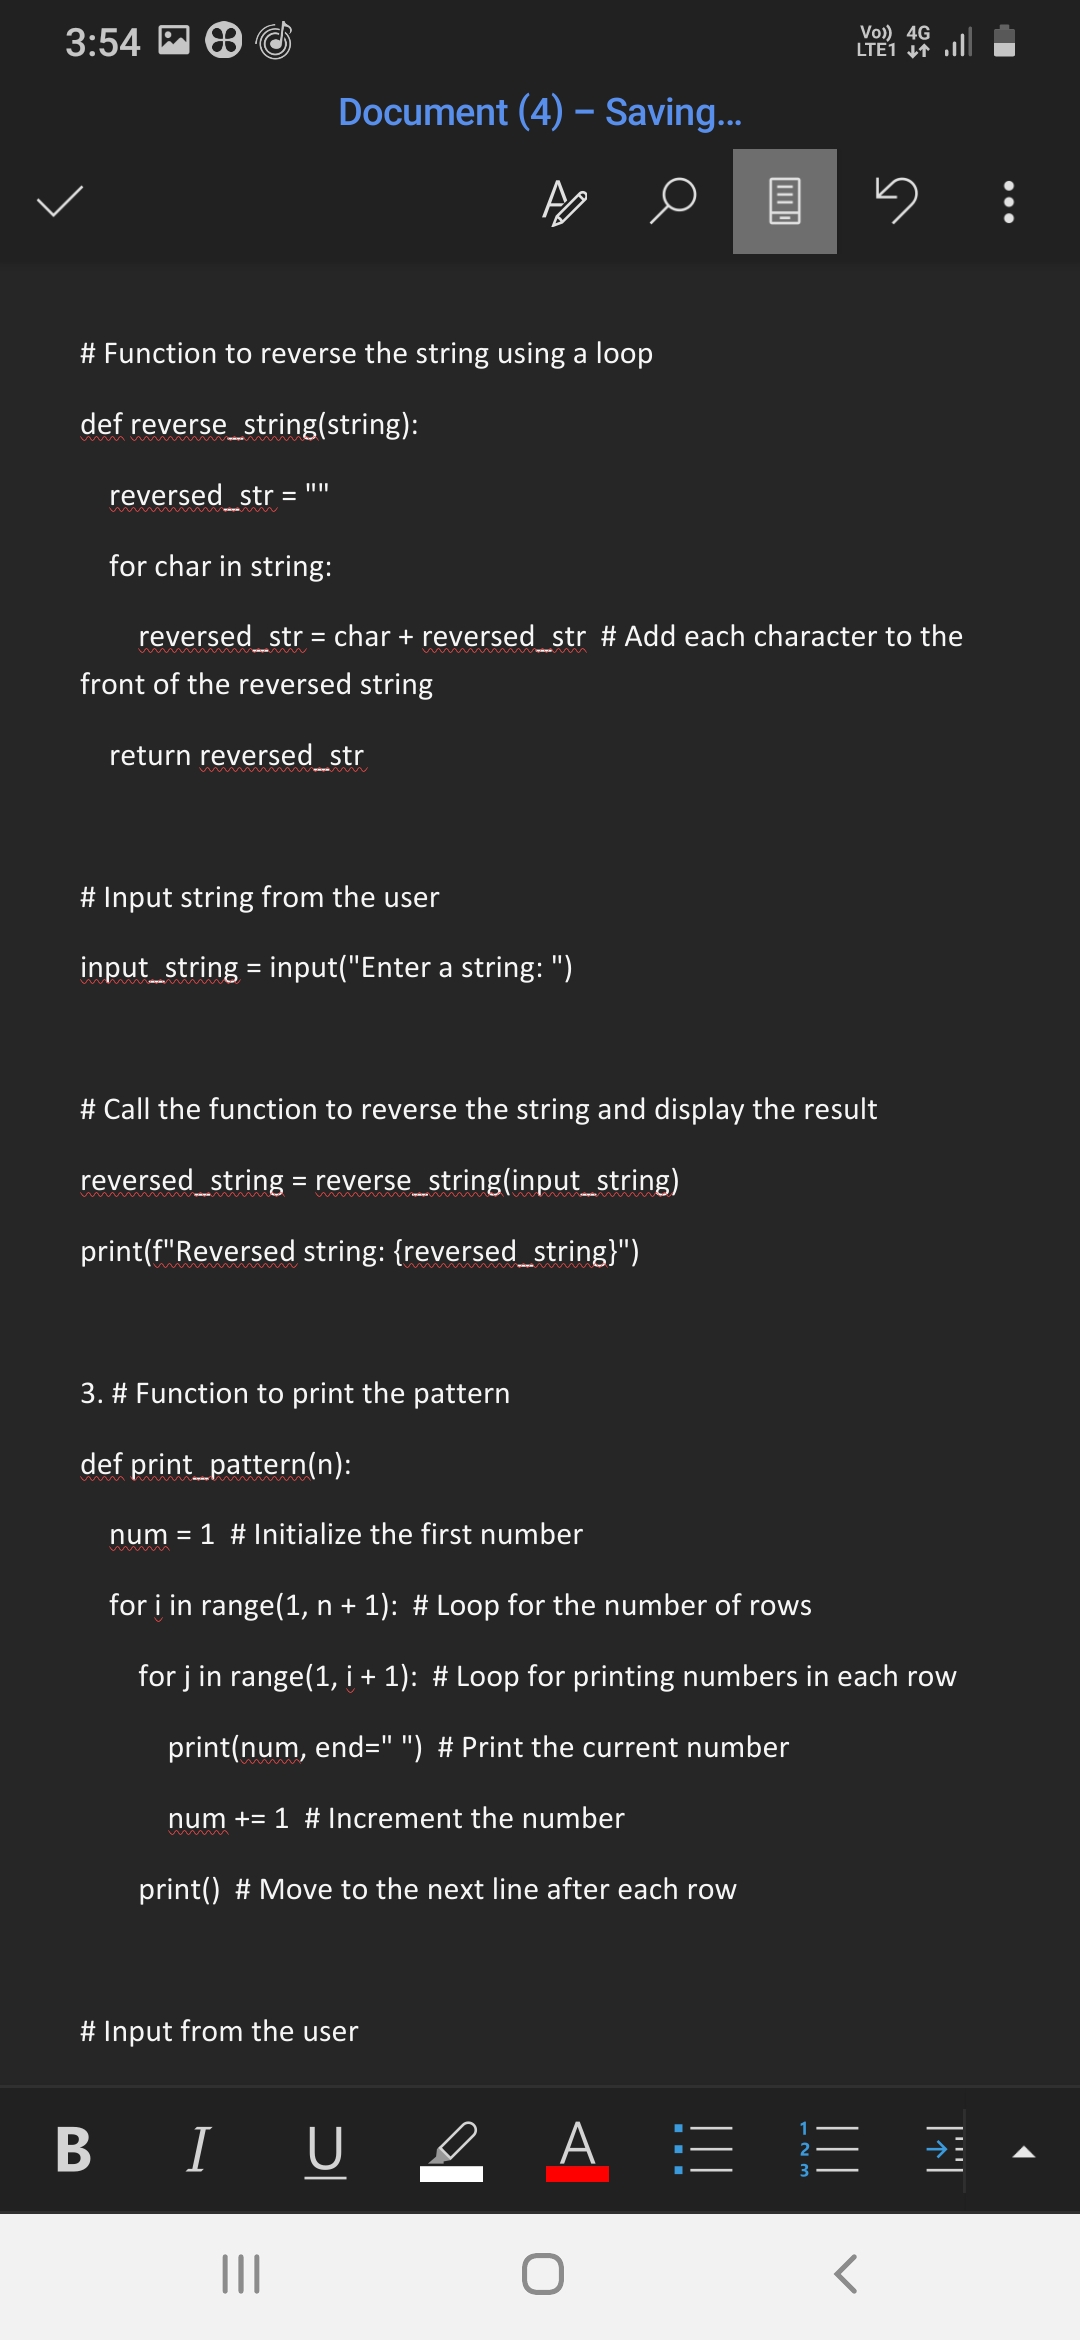 3:54
Vo)) 4G
LTE1
Document (4) – Saving...
# Function to reverse the string using a loop
def reverse_string(string):
reversed_str = ""
for char in string:
reversed_str = char + reversed_str # Add each character to the
front of the reversed string
return reversed_str
# Input string from the user
input_string = input("Enter a string: ")
# Call the function to reverse the string and display the result
reversed_string = reverse_string(input_string)
print(f"Reversed string: {reversed_string}")
3. # Function to print the pattern
def print_pattern(n):
num = 1 # Initialize the first number
for i in range(1, n + 1): # Loop for the number of rows
for j in range(1, i + 1): # Loop for printing numbers in each row
print(num, end=" ") # Print the current number
num += 1 # Increment the number
print() # Move to the next line after each row
# Input from the user
B I U A 1 2 3